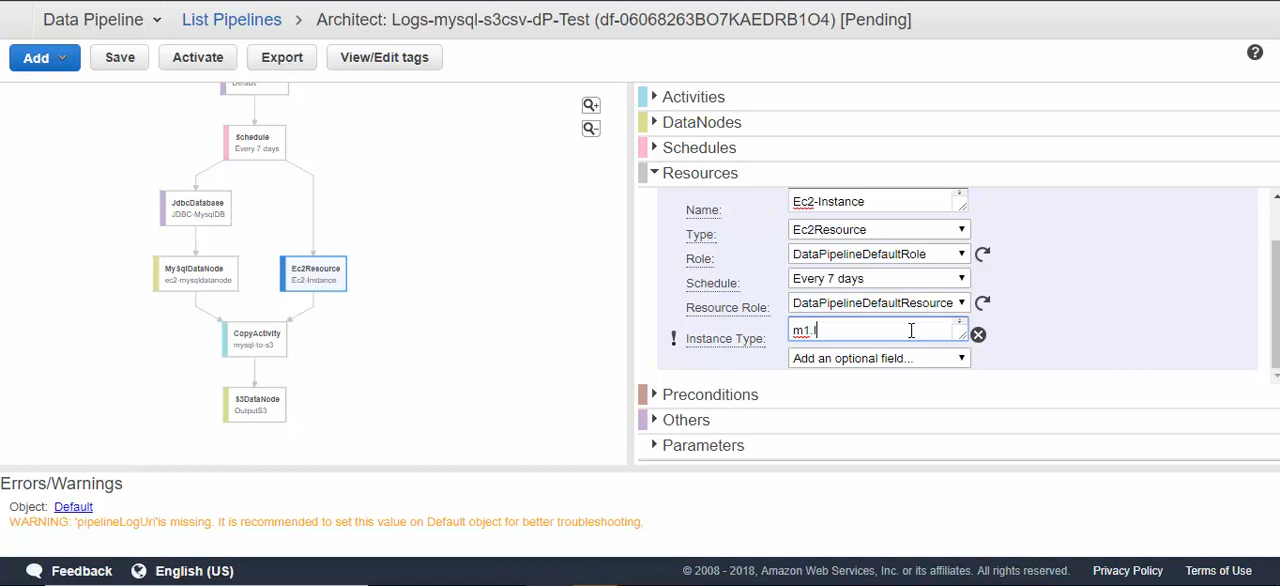 Data Pipeline List Pipelines > Architect: Logs-mysql-s3csv-dP-Test (df-06068263BO7KAEDRB1O4) [Pending]
Add Save Activate Export View/Edit tags ?
Default
Schedule
Every 7 days
JdbcDatabase
JDBC-MysqlDB
MySqlDataNode
ec2-mysqldatanode
Ec2Resource
Ec2-Instance
CopyActivity
mysql-to-s3
S3DataNode
OutputS3
Activities
DataNodes
Schedules
Resources
Name: Ec2-Instance
Type: Ec2Resource
Role: DataPipelineDefaultRole
Schedule: Every 7 days
Resource Role: DataPipelineDefaultResource
! Instance Type: m1.l
Add an optional field...
Preconditions
Others
Parameters
Errors/Warnings
Object: Default
WARNING: 'pipelineLogUri'is missing. It is recommended to set this value on Default object for better troubleshooting.
Feedback English (US) © 2008 - 2018, Amazon Web Services, Inc. or its affiliates. All rights reserved. Privacy Policy Terms of Use